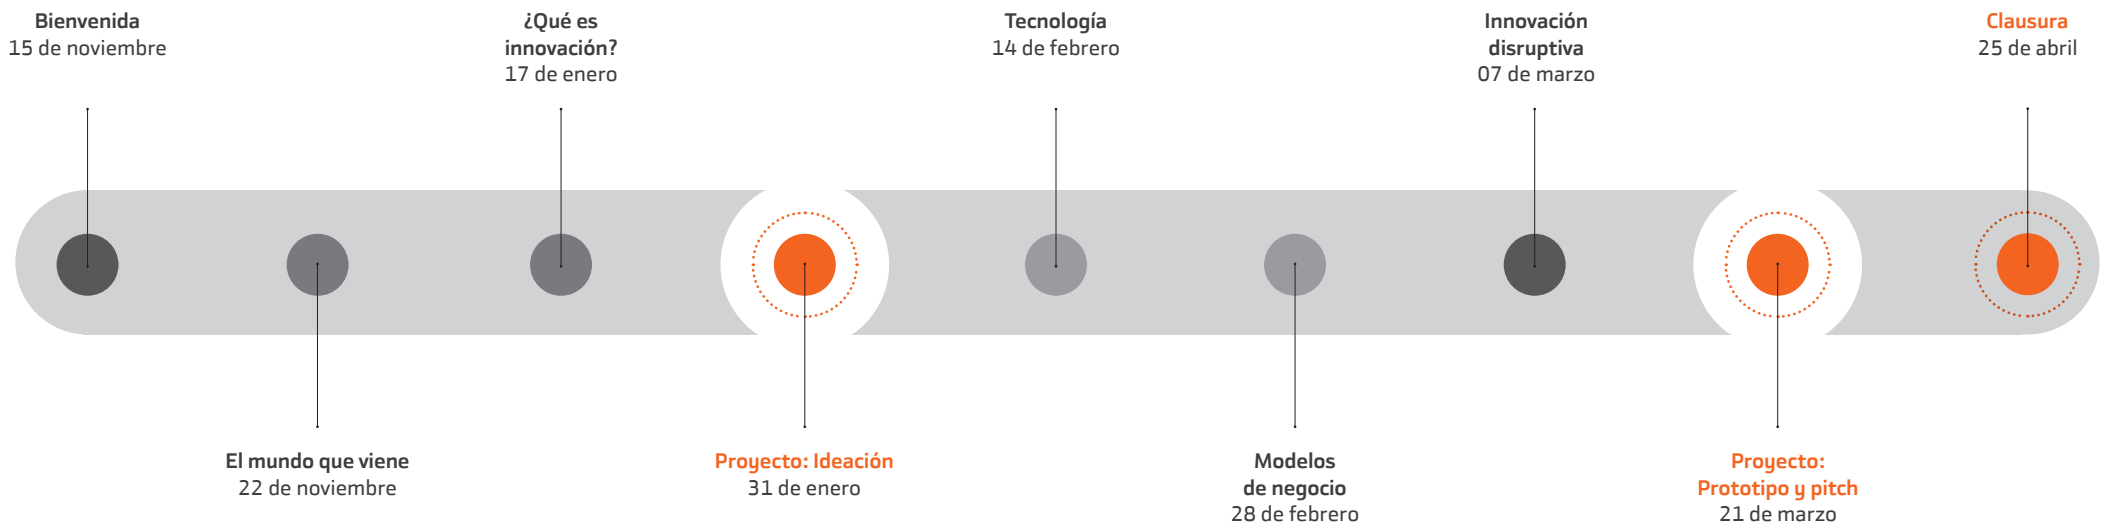 Bienvenida
15 de noviembre
El mundo que viene
22 de noviembre
¿Qué es
innovación?
17 de enero
Proyecto: Ideación
31 de enero
Tecnología
14 de febrero
Modelos
de negocio
28 de febrero
Innovación
disruptiva
07 de marzo
Proyecto:
Prototipo y pitch
21 de marzo
Clausura
25 de abril